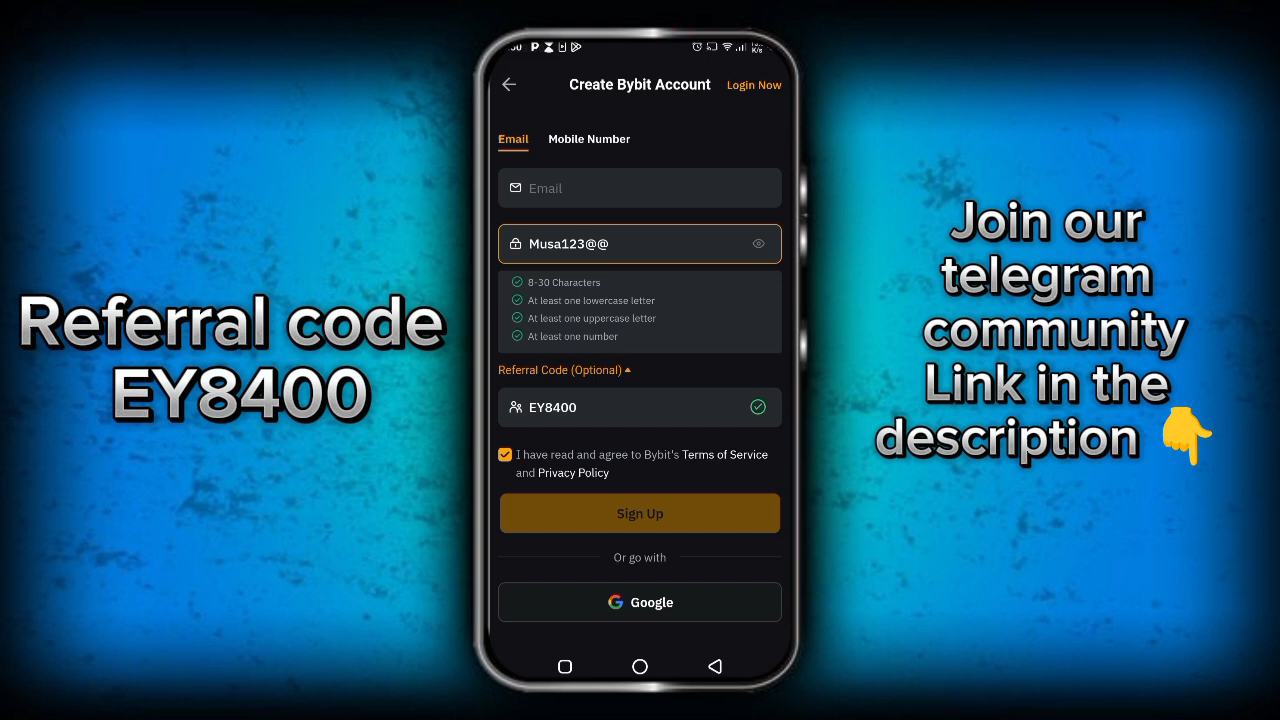 Referral code
EY8400
Create Bybit Account
Login Now
Email
Mobile Number
Email
Musa123@@
8-30 Characters
At least one lowercase letter
At least one uppercase letter
At least one number
Referral Code (Optional)
EY8400
I have read and agree to Bybit's Terms of Service
and Privacy Policy
Sign Up
Or go with
Google
Join our
telegram
community
Link in the
description